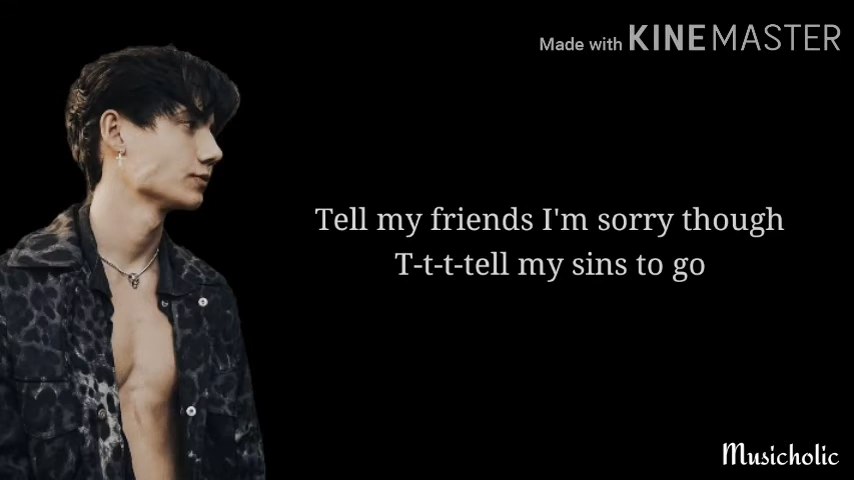 Made with KINEMASTER
Tell my friends I'm sorry though
T-t-t-tell my sins to go
Musicholic